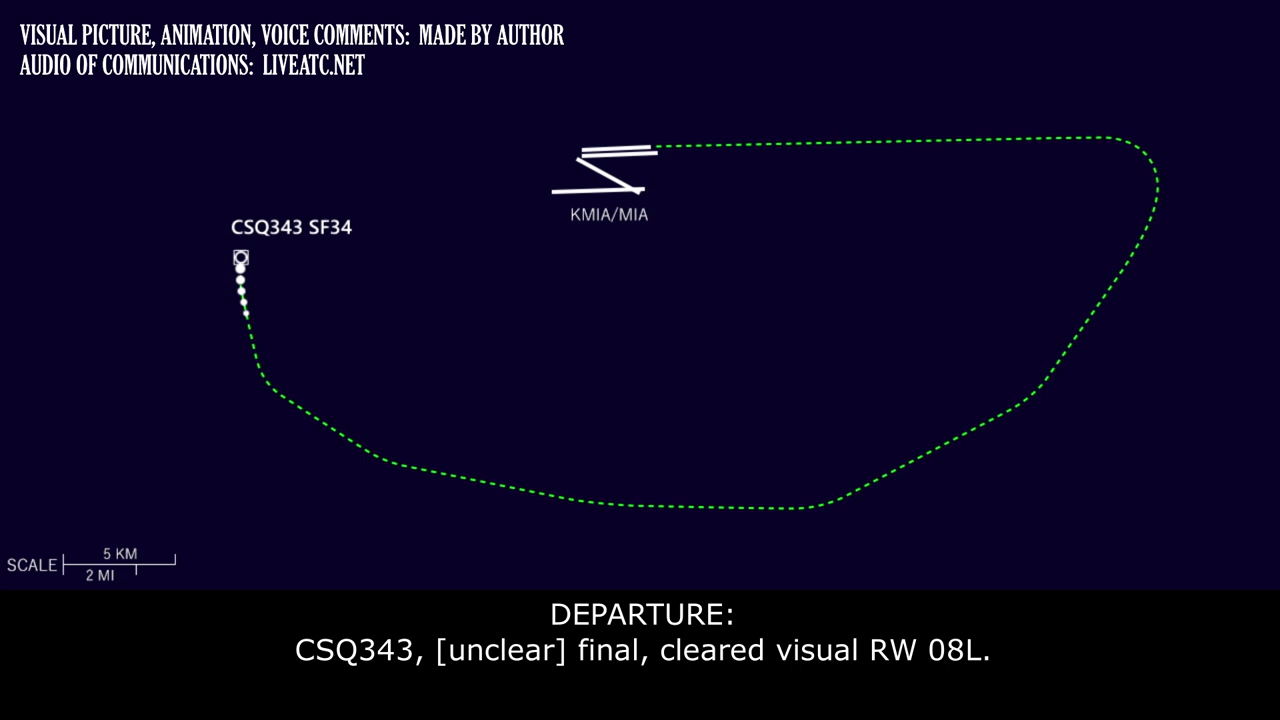 VISUAL PICTURE, ANIMATION, VOICE COMMENTS: MADE BY AUTHOR
AUDIO OF COMMUNICATIONS: LIVEATC.NET
KMIA/MIA
CSQ343 SF34
5 KM
SCALE
2 MI
DEPARTURE:
CSQ343, [unclear] final, cleared visual RW 08L.